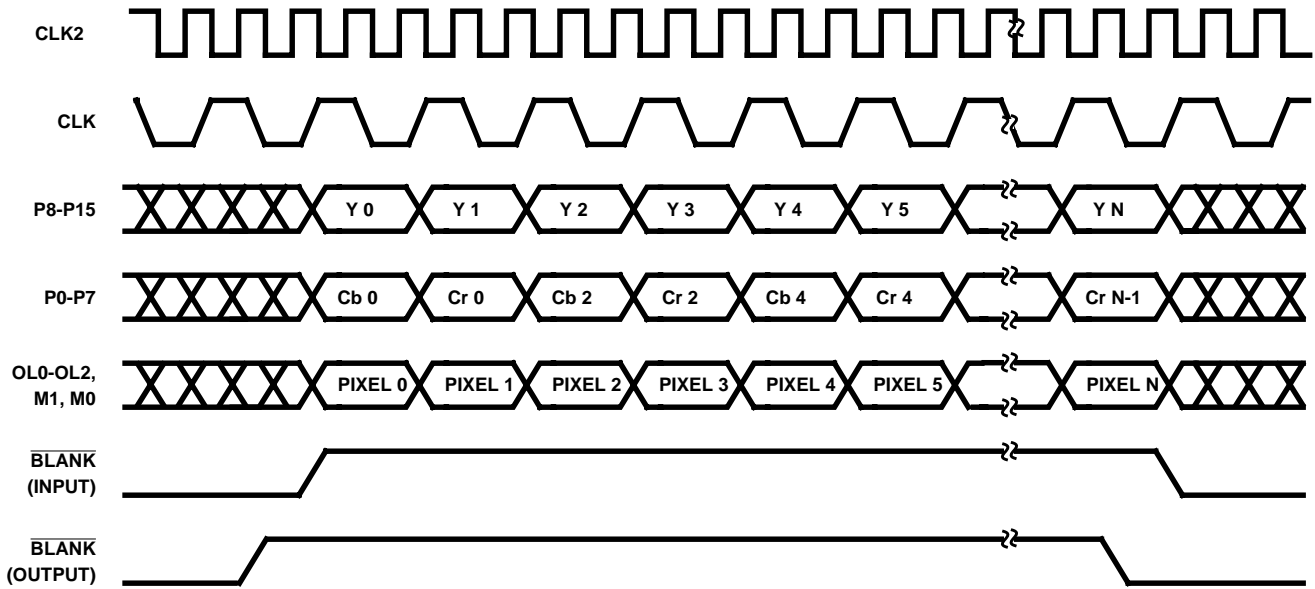 CLK2
CLK
P8-P15
Y 0 Y 1 Y 2 Y 3 Y 4 Y 5 Y N
P0-P7
Cb 0 Cr 0 Cb 2 Cr 2 Cb 4 Cr 4 Cr N-1
OL0-OL2,
M1, M0
PIXEL 0 PIXEL 1 PIXEL 2 PIXEL 3 PIXEL 4 PIXEL 5 PIXEL N
BLANK
(INPUT)
BLANK
(OUTPUT)